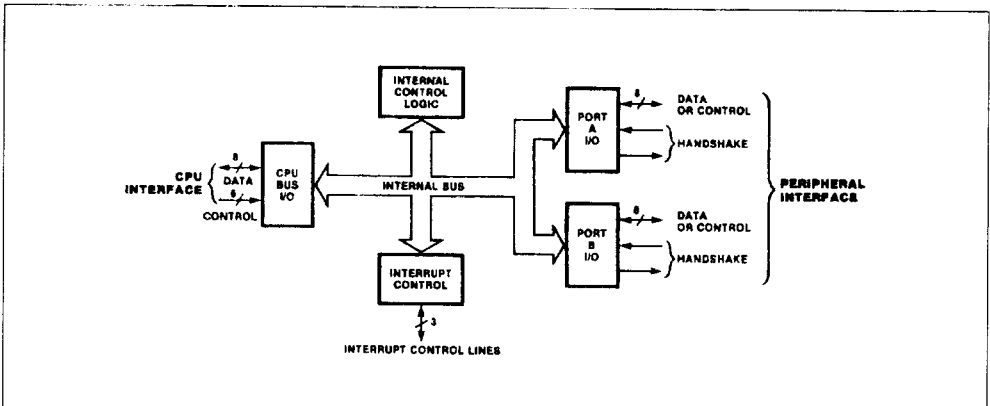 INTERNAL
CONTROL
LOGIC
CPU
INTERFACE
8
DATA
6
CONTROL
CPU
BUS
I/O
INTERNAL BUS
INTERRUPT
CONTROL
3
INTERRUPT CONTROL LINES
PORT
A
I/O
8
DATA
OR CONTROL
HANDSHAKE
PORT
B
I/O
8
DATA
OR CONTROL
HANDSHAKE
PERIPHERAL
INTERFACE